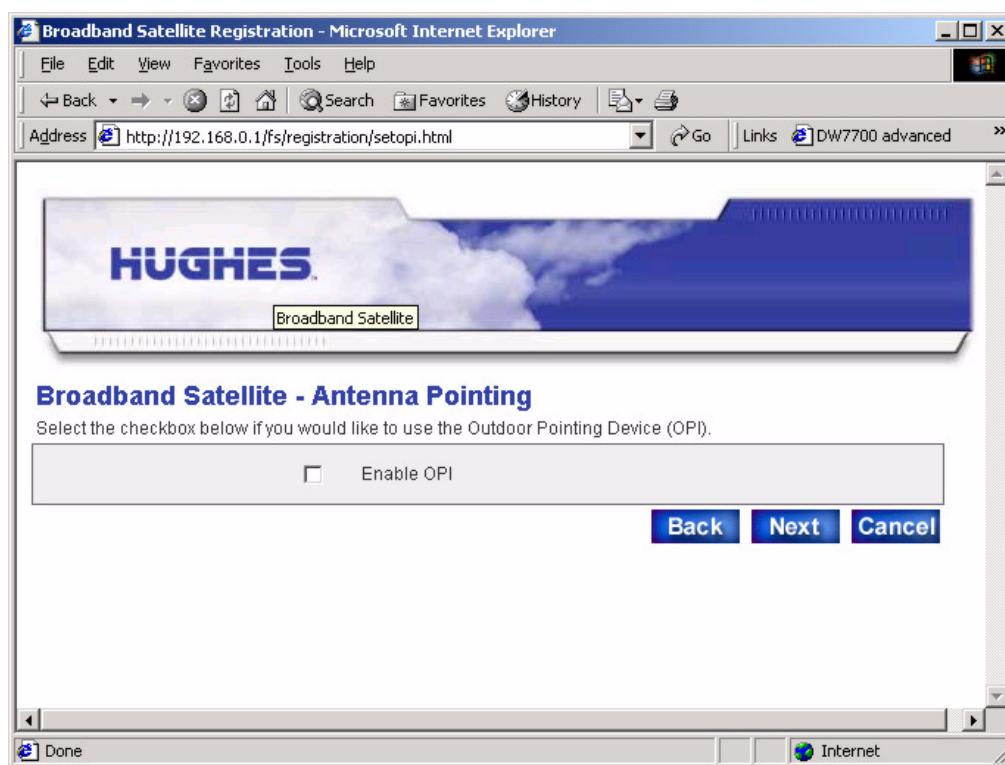 Broadband Satellite Registration - Microsoft Internet Explorer
File Edit View Favorites Tools Help
Back Search Favorites History
Address http://192.168.0.1/fs/registration/setopi.html Go Links DW7700 advanced »
HUGHES.
Broadband Satellite
Broadband Satellite - Antenna Pointing
Select the checkbox below if you would like to use the Outdoor Pointing Device (OPI).
Enable OPI
Back Next Cancel
Done Internet